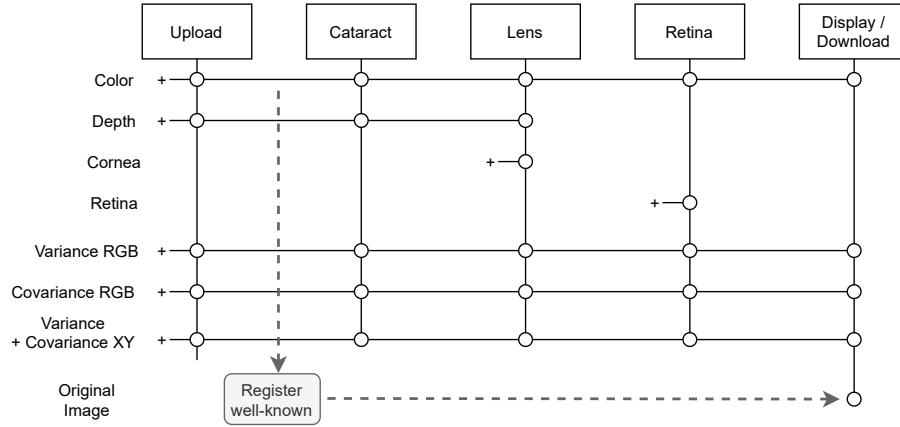 Upload
Cataract
Lens
Retina
Display /
Download
Color +
Depth +
Cornea +
Retina +
Variance RGB +
Covariance RGB +
Variance
+ Covariance XY +
Original
Image
Register
well-known